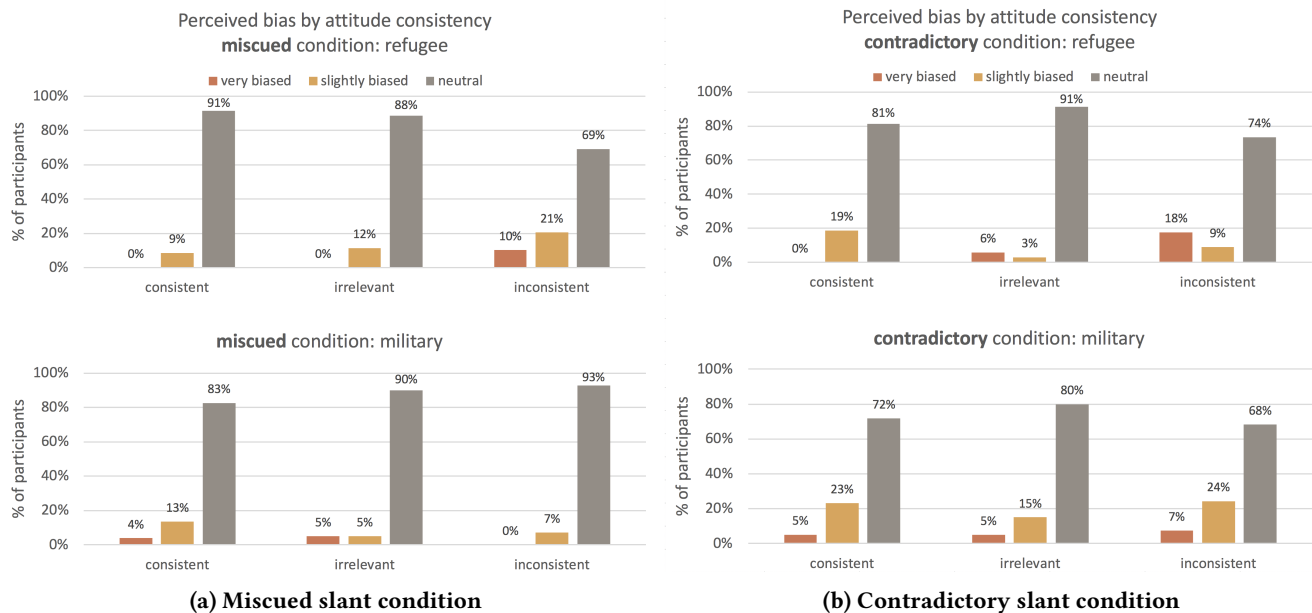 Perceived bias by attitude consistency
miscued condition: refugee
very biased slightly biased neutral
% of participants
100%
80%
60%
40%
20%
0%
0% 9% 91%
0% 12% 88%
10% 21% 69%
consistent irrelevant inconsistent
miscued condition: military
% of participants
100%
80%
60%
40%
20%
0%
4% 13% 83%
5% 5% 90%
0% 7% 93%
consistent irrelevant inconsistent
(a) Miscued slant condition
Perceived bias by attitude consistency
contradictory condition: refugee
very biased slightly biased neutral
% of participants
100%
80%
60%
40%
20%
0%
0% 19% 81%
6% 3% 91%
18% 9% 74%
consistent irrelevant inconsistent
contradictory condition: military
% of participants
100%
80%
60%
40%
20%
0%
5% 23% 72%
5% 15% 80%
7% 24% 68%
consistent irrelevant inconsistent
(b) Contradictory slant condition